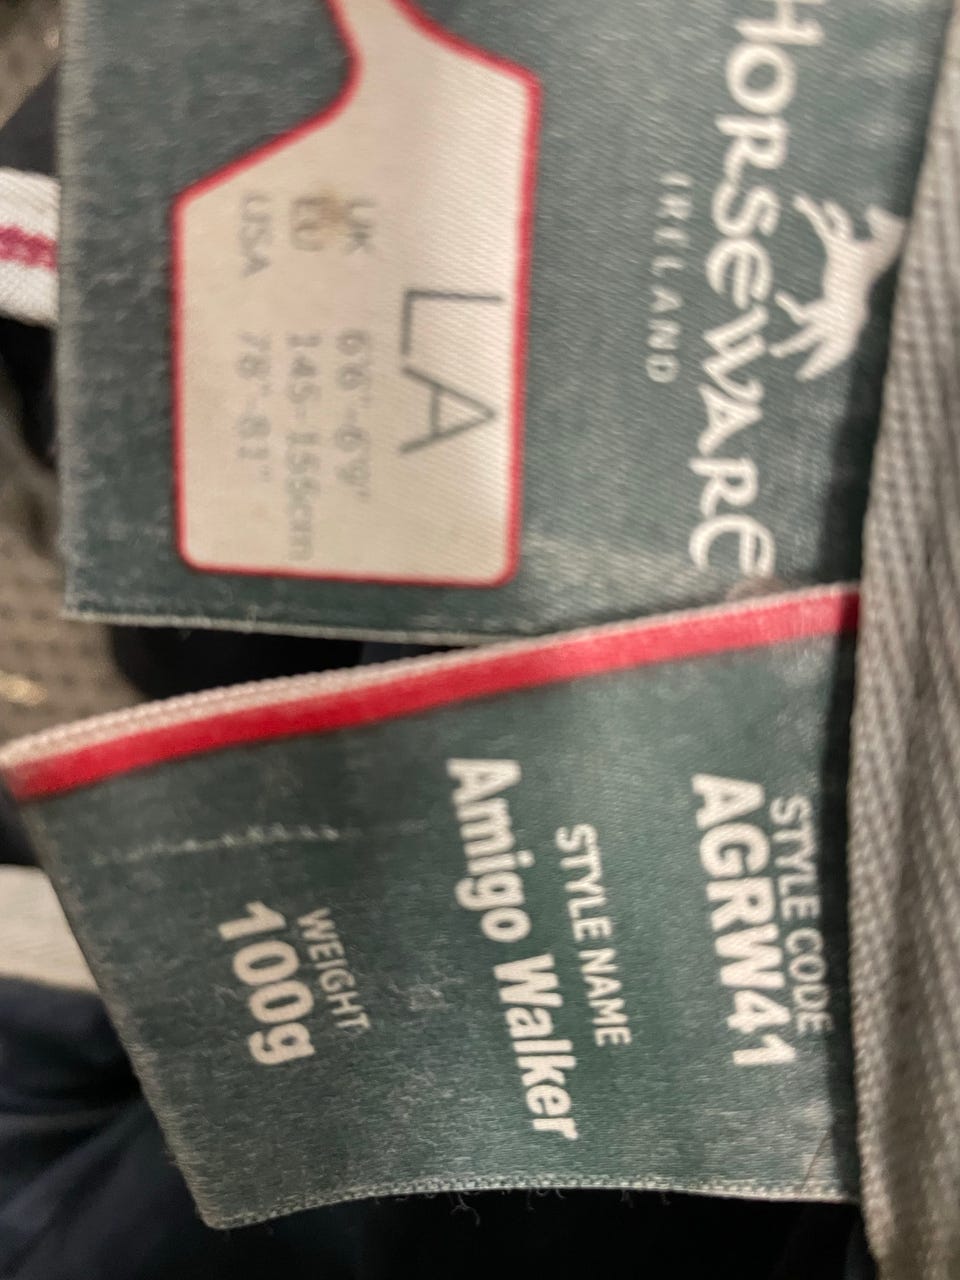 HORSEWARE
IRELAND
LA
UK 6'6"-6'9"
EU 145-155cm
USA 78"-81"
STYLE CODE
AGRW41
STYLE NAME
Amigo Walker
WEIGHT
100g